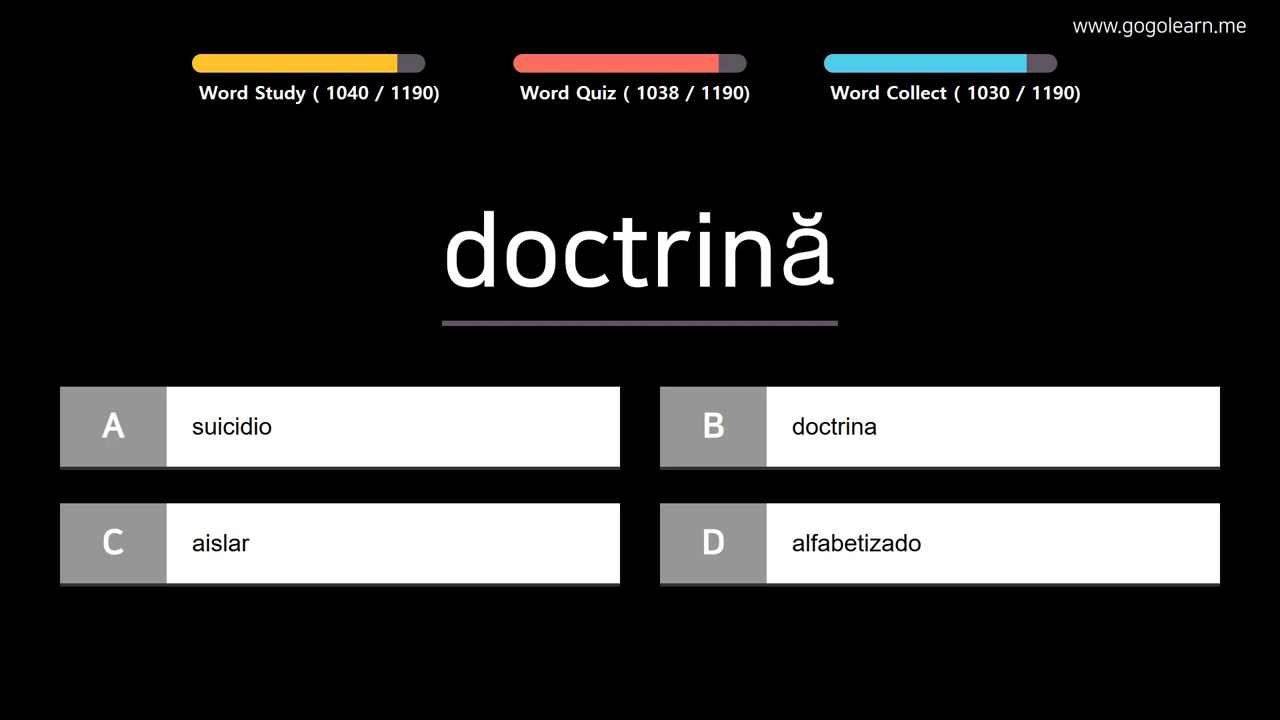 www.gogolearn.me
Word Study ( 1040 / 1190)
Word Quiz ( 1038 / 1190)
Word Collect ( 1030 / 1190)
doctrină
A suicidio
B doctrina
C aislar
D alfabetizado